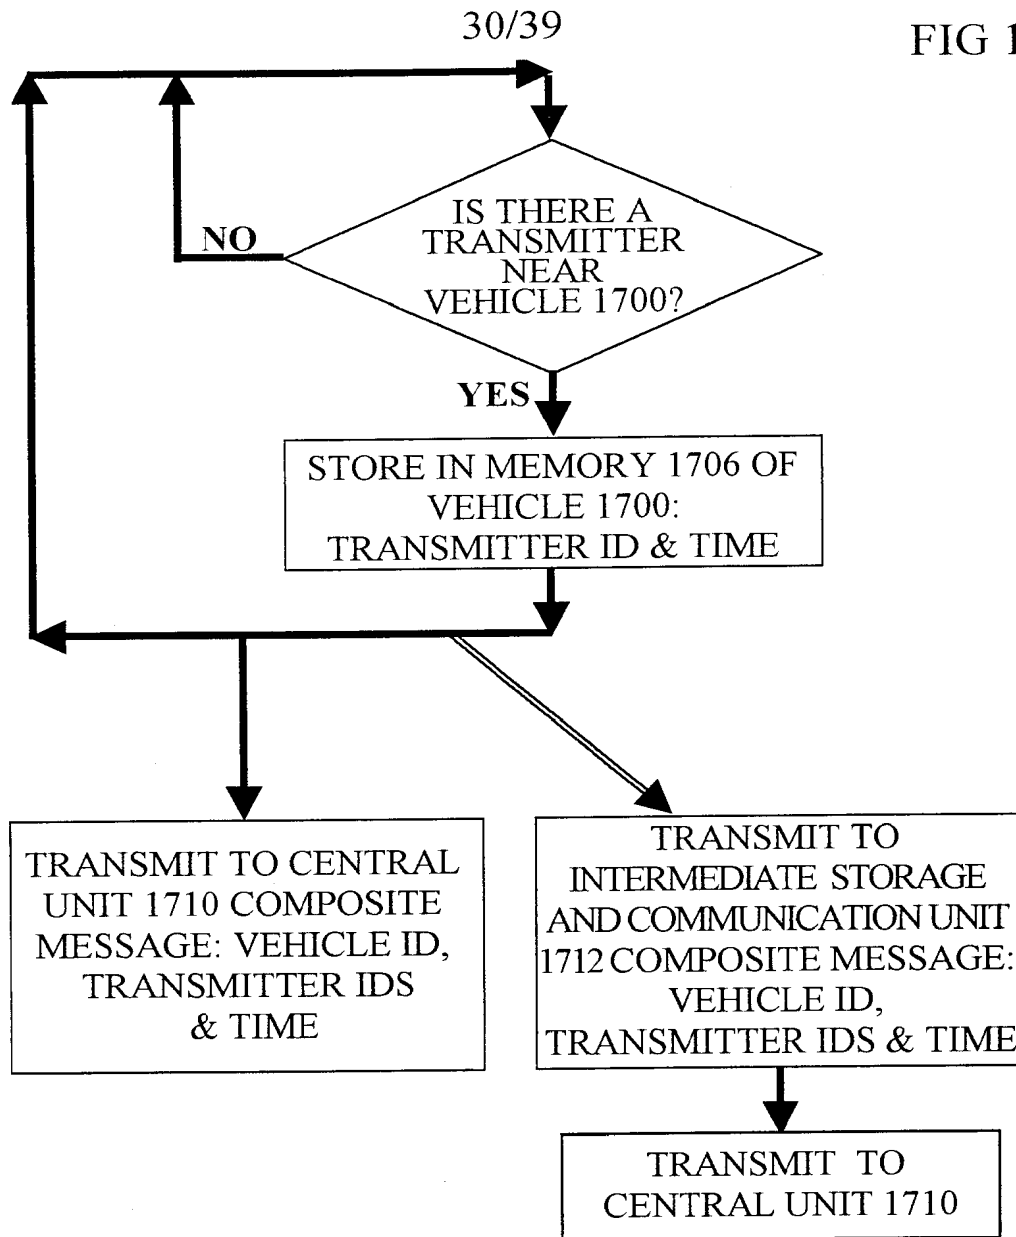 30/39
FIG 1
IS THERE A
TRANSMITTER
NEAR
VEHICLE 1700?
NO
YES
STORE IN MEMORY 1706 OF
VEHICLE 1700:
TRANSMITTER ID & TIME
TRANSMIT TO CENTRAL
UNIT 1710 COMPOSITE
MESSAGE: VEHICLE ID,
TRANSMITTER IDS
& TIME
TRANSMIT TO
INTERMEDIATE STORAGE
AND COMMUNICATION UNIT
1712 COMPOSITE MESSAGE:
VEHICLE ID,
TRANSMITTER IDS & TIME
TRANSMIT TO
CENTRAL UNIT 1710